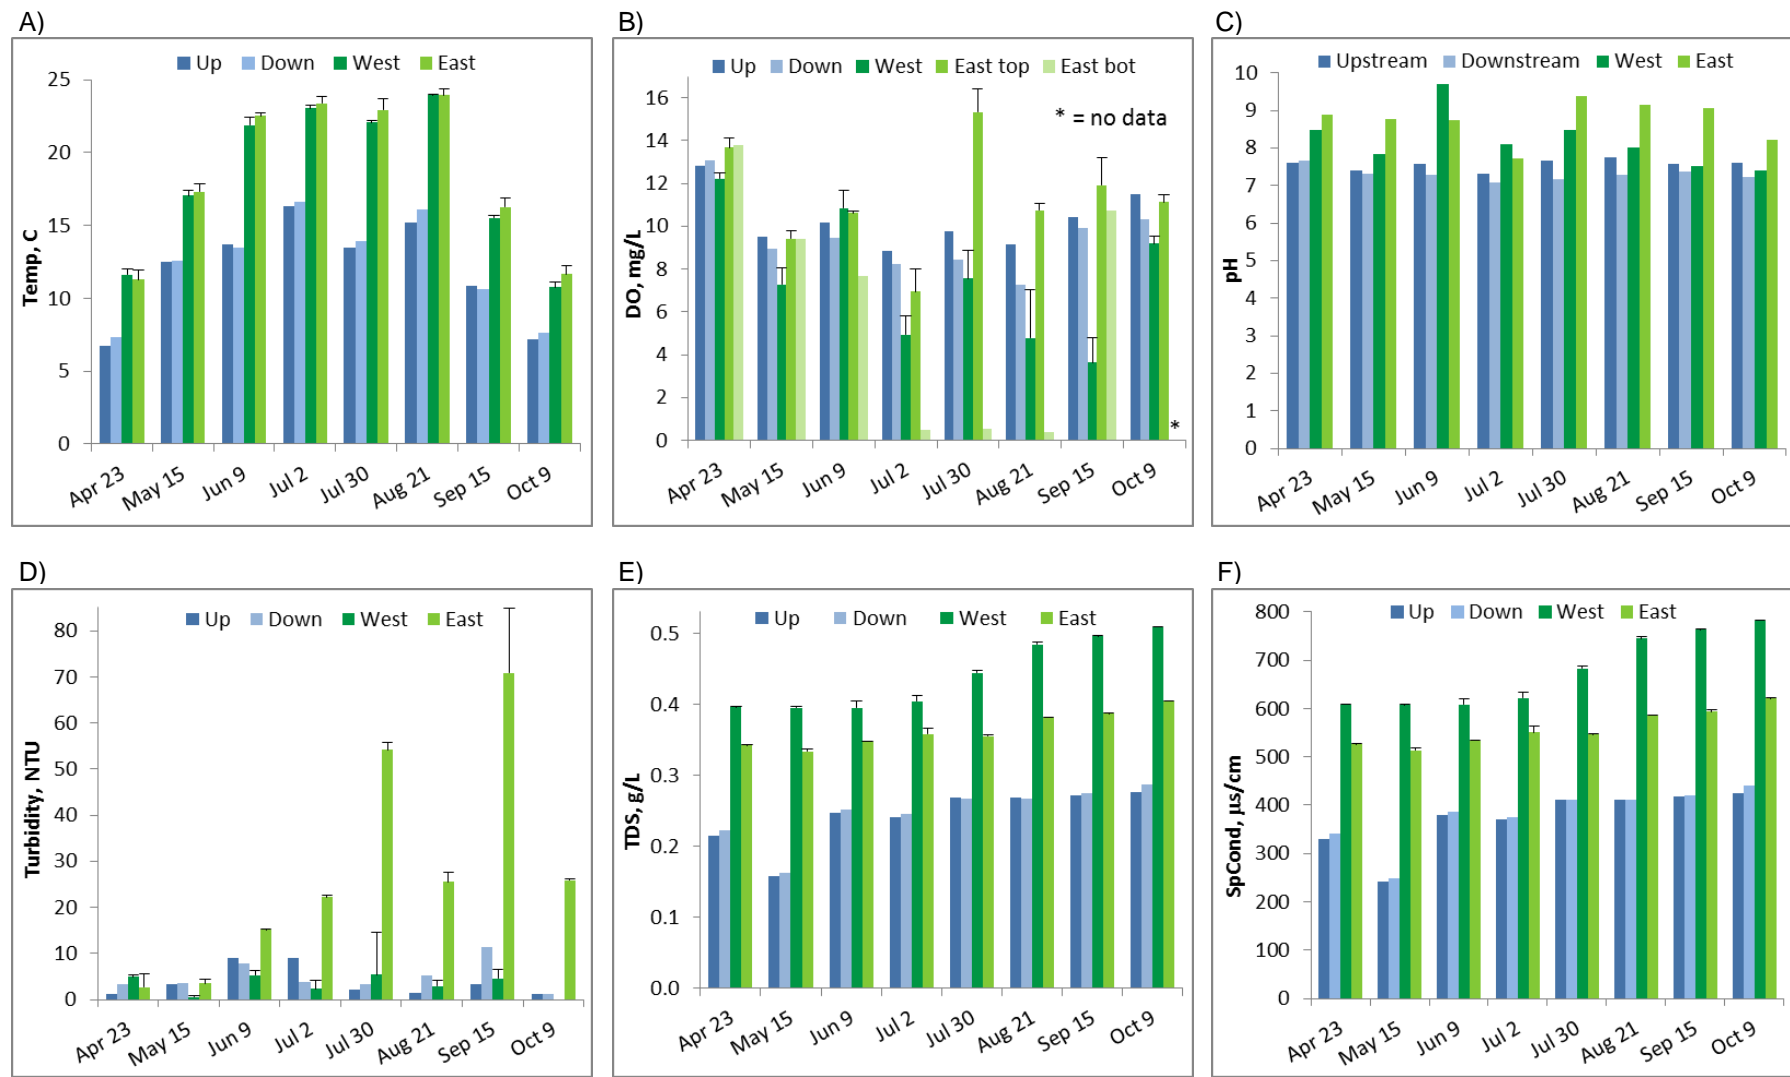 A)
Up Down West East
25
20
15
10
5
0
Temp, C
Apr 23 May 15 Jun 9 Jul 2 Jul 30 Aug 21 Sep 15 Oct 9
B)
Up Down West East top East bot
* = no data
16
14
12
10
8
6
4
2
0
*
DO, mg/L
Apr 23 May 15 Jun 9 Jul 2 Jul 30 Aug 21 Sep 15 Oct 9
C)
Upstream Downstream West East
10
9
8
7
6
5
4
3
2
1
0
pH
Apr 23 May 15 Jun 9 Jul 2 Jul 30 Aug 21 Sep 15 Oct 9
D)
Up Down West East
80
70
60
50
40
30
20
10
0
Turbidity, NTU
Apr 23 May 15 Jun 9 Jul 2 Jul 30 Aug 21 Sep 15 Oct 9
E)
Up Down West East
0.5
0.4
0.3
0.2
0.1
0.0
TDS, g/L
Apr 23 May 15 Jun 9 Jul 2 Jul 30 Aug 21 Sep 15 Oct 9
F)
Up Down West East
800
700
600
500
400
300
200
100
0
SpCond, µs/cm
Apr 23 May 15 Jun 9 Jul 2 Jul 30 Aug 21 Sep 15 Oct 9